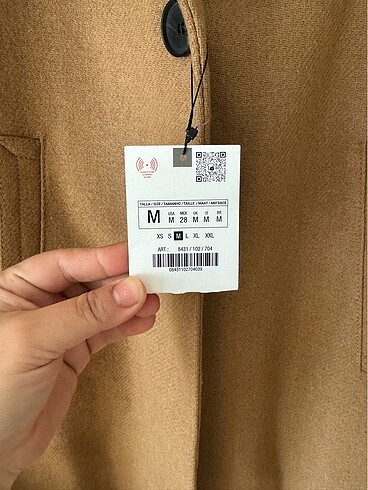 TALLA / SIZE / TAMANHO / TAILLE / MAAT / ΜΕΓΕΘΟΣ
M USA MEX UK IT BR
M 28 M M M
XS S M L XL XXL
ART.: 8431 / 102 / 704
08431102704039